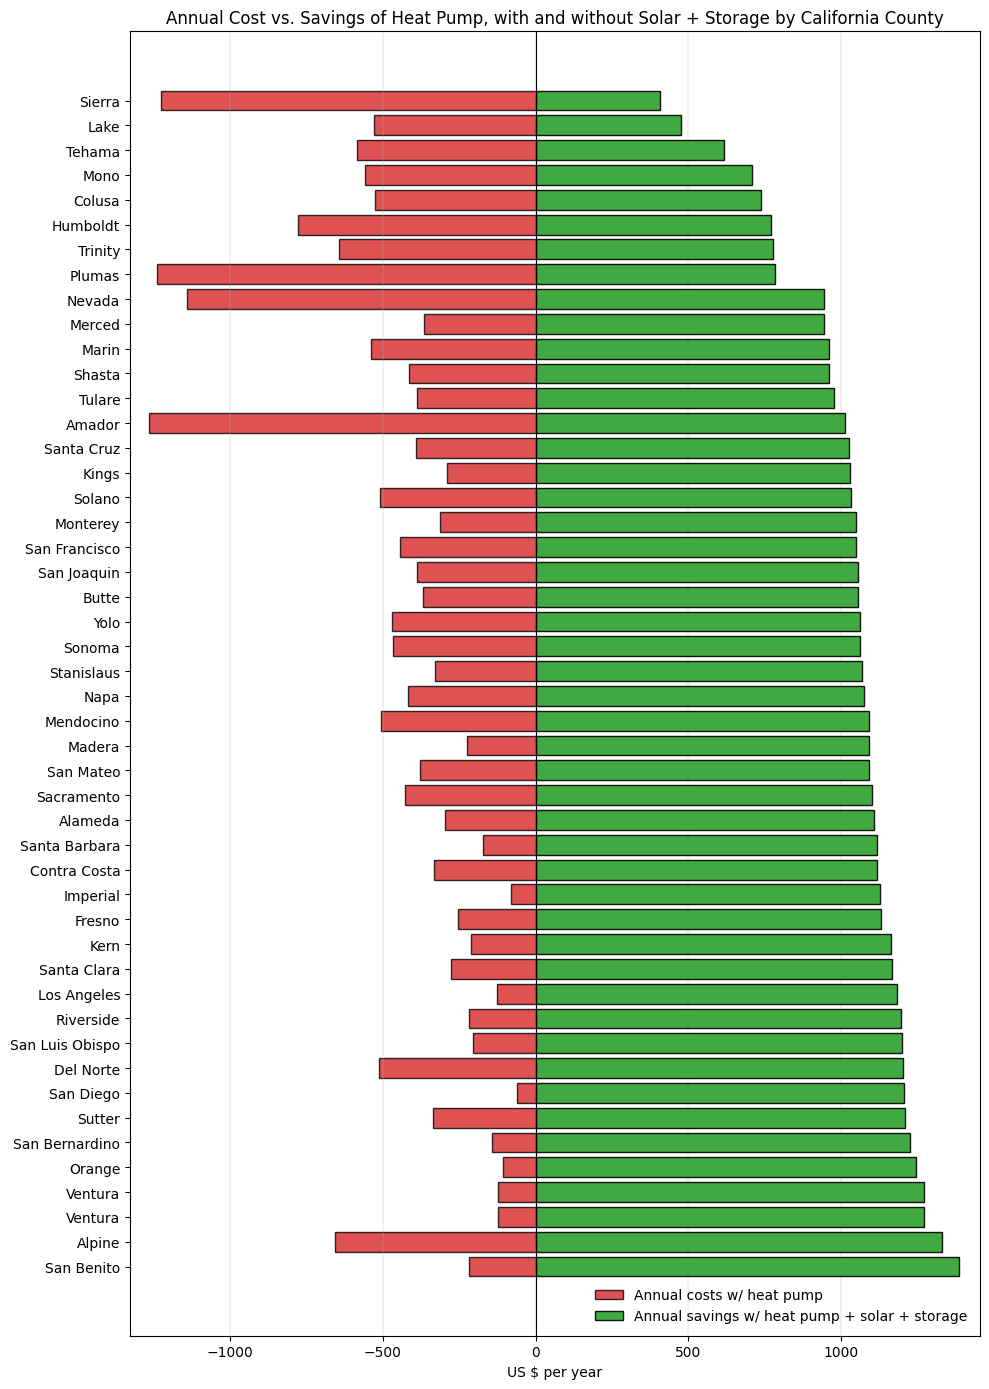 Annual Cost vs. Savings of Heat Pump, with and without Solar + Storage by California County
Sierra
Lake
Tehama
Mono
Colusa
Humboldt
Trinity
Plumas
Nevada
Merced
Marin
Shasta
Tulare
Amador
Santa Cruz
Kings
Solano
Monterey
San Francisco
San Joaquin
Butte
Yolo
Sonoma
Stanislaus
Napa
Mendocino
Madera
San Mateo
Sacramento
Alameda
Santa Barbara
Contra Costa
Imperial
Fresno
Kern
Santa Clara
Los Angeles
Riverside
San Luis Obispo
Del Norte
San Diego
Sutter
San Bernardino
Orange
Ventura
Ventura
Alpine
San Benito
Annual costs w/ heat pump
Annual savings w/ heat pump + solar + storage
−1000 −500 0 500 1000
US $ per year